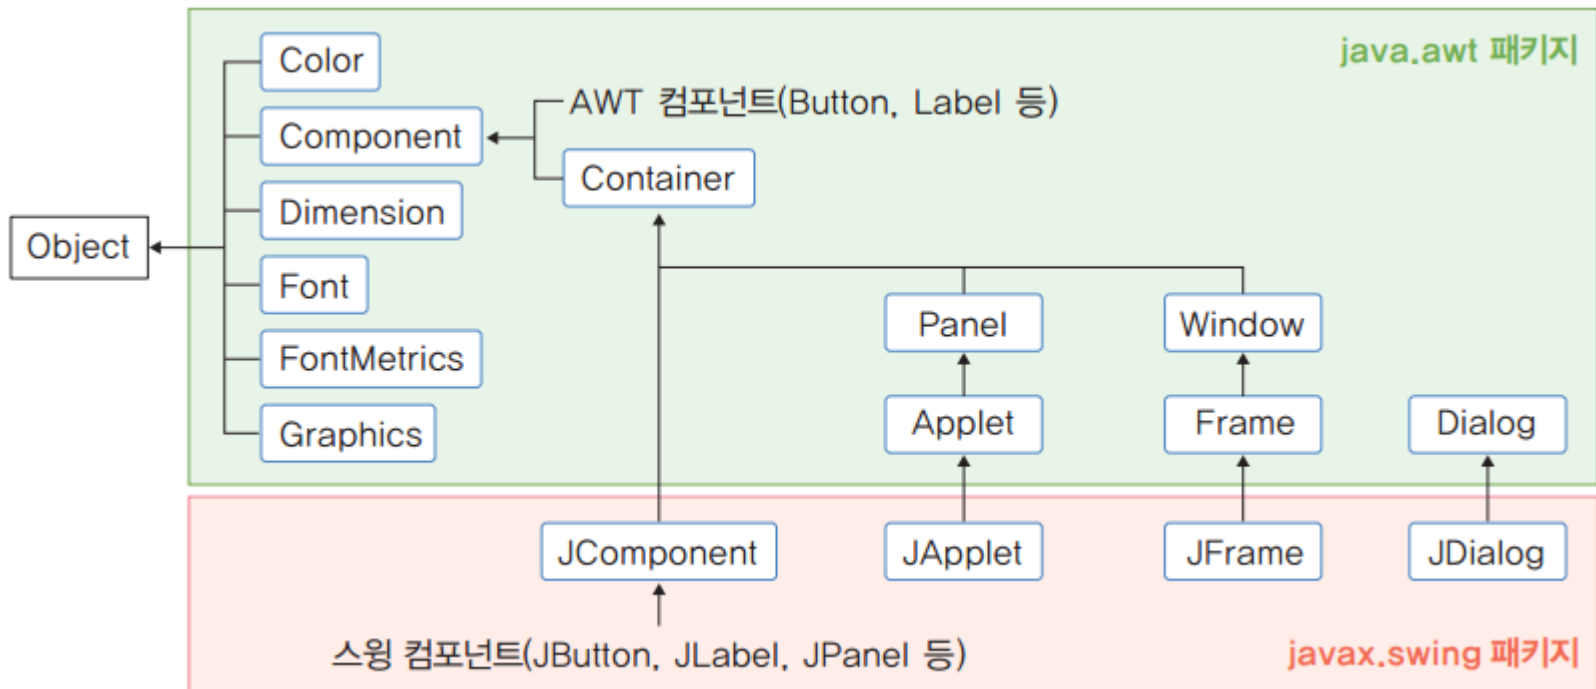 java.awt 패키지
Color
AWT 컴포넌트(Button, Label 등)
Component
Container
Dimension
Object
Font
Panel
Window
FontMetrics
Applet
Frame
Dialog
Graphics
JComponent
JApplet
JFrame
JDialog
스윙 컴포넌트(JButton, JLabel, JPanel 등)
javax.swing 패키지